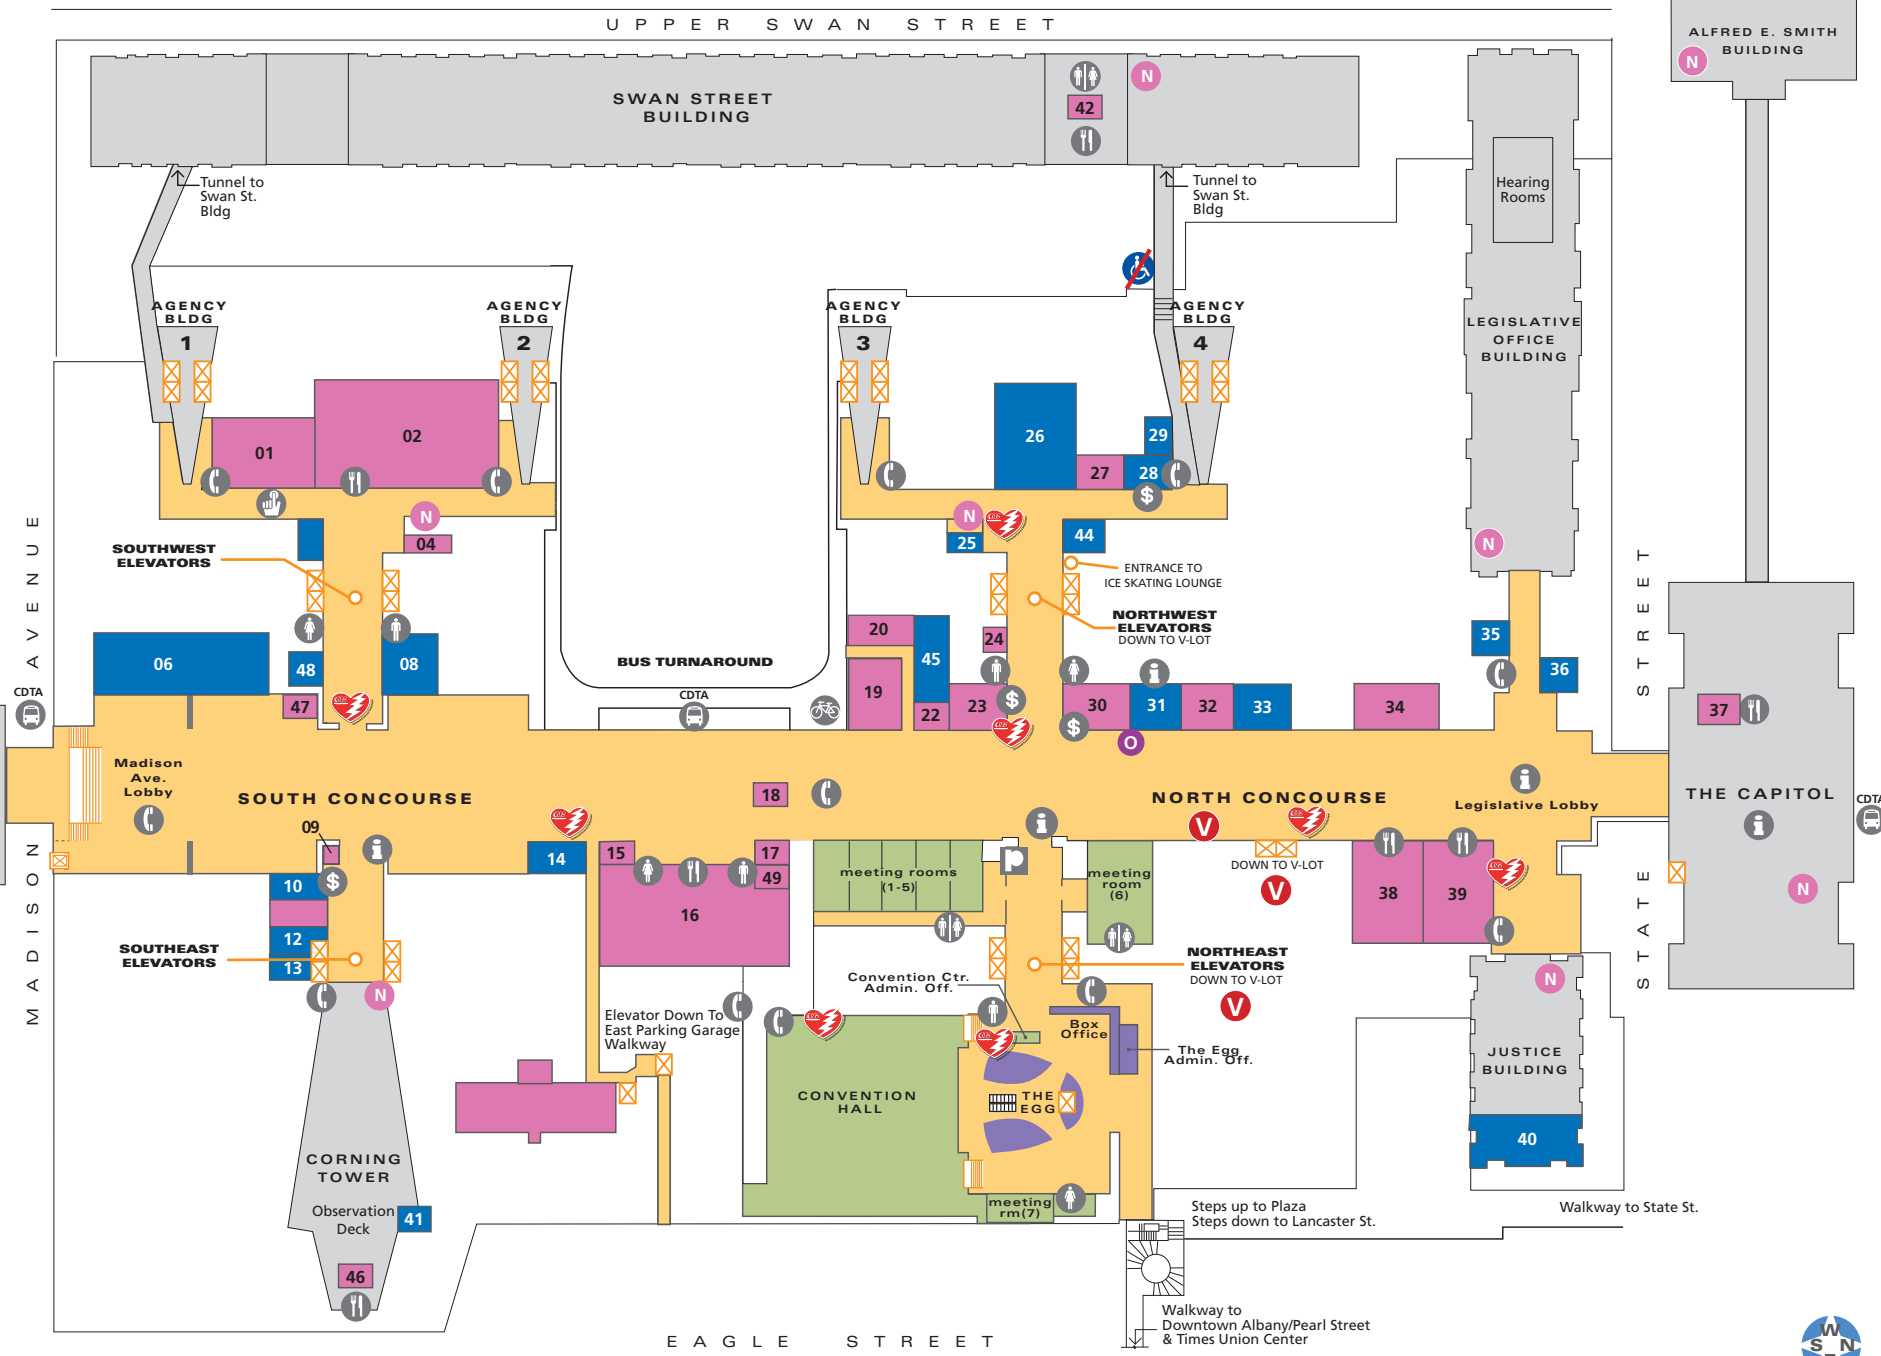 UPPER SWAN STREET
ALFRED E. SMITH
BUILDING
N
SWAN STREET
BUILDING
N
42
Tunnel to
Swan St.
Bldg
Tunnel to
Swan St.
Bldg
Hearing
Rooms
AGENCY
BLDG
1
AGENCY
BLDG
2
AGENCY
BLDG
3
AGENCY
BLDG
4
LEGISLATIVE
OFFICE
BUILDING
01
02
26
27
28
29
$
N
04
N
25
44
N
SOUTHWEST
ELEVATORS
ENTRANCE TO
ICE SKATING LOUNGE
NORTHWEST
ELEVATORS
DOWN TO V-LOT
MADISON AVENUE
STATE STREET
06
48
08
47
BUS TURNAROUND
CDTA
CDTA
20
45
24
19
22
23
$
30
$
31
i
32
33
34
35
36
37
O
Madison
Ave.
Lobby
SOUTH CONCOURSE
18
NORTH CONCOURSE
i
Legislative Lobby
THE CAPITOL
i
CDTA
N
V
09
i
14
15
17
49
16
meeting rooms
(1-5)
i
P
meeting
room
(6)
DOWN TO V-LOT
V
38
39
10
$
12
13
SOUTHEAST
ELEVATORS
N
Convention Ctr.
Admin. Off.
NORTHEAST
ELEVATORS
DOWN TO V-LOT
V
N
Elevator Down To
East Parking Garage
Walkway
Box
Office
The Egg
Admin. Off.
JUSTICE
BUILDING
CONVENTION
HALL
THE
EGG
40
CORNING
TOWER
Observation
Deck
41
46
meeting
rm(7)
Steps up to Plaza
Steps down to Lancaster St.
Walkway to State St.
Walkway to
Downtown Albany/Pearl Street
& Times Union Center
EAGLE STREET
W
S N